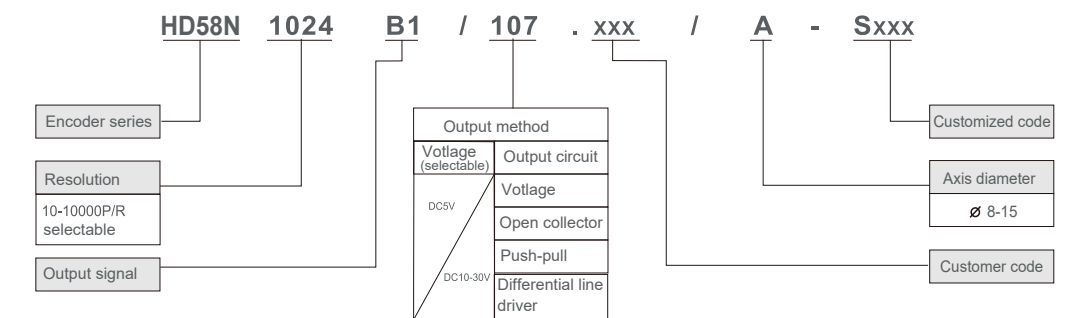 HD58N 1024 B1 / 107 . xxx / A - Sxxx
Encoder series
Resolution
10-10000P/R
selectable
Output signal
Output method
Votlage
(selectable)
Output circuit
DC5V
DC10-30V
Votlage
Open collector
Push-pull
Differential line
driver
Customized code
Axis diameter
ø 8-15
Customer code